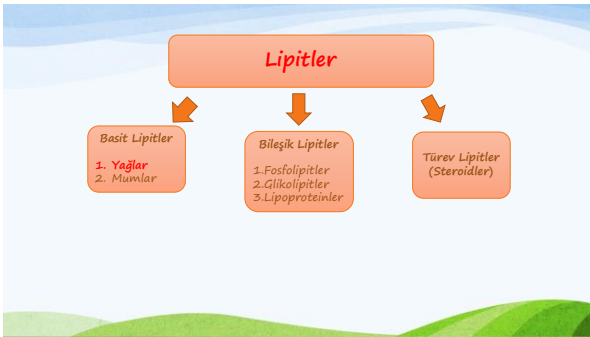 Lipitler
Basit Lipitler
1. Yağlar
2. Mumlar
Bileşik Lipitler
1.Fosfolipitler
2.Glikolipitler
3.Lipoproteinler
Türev Lipitler
(Steroidler)